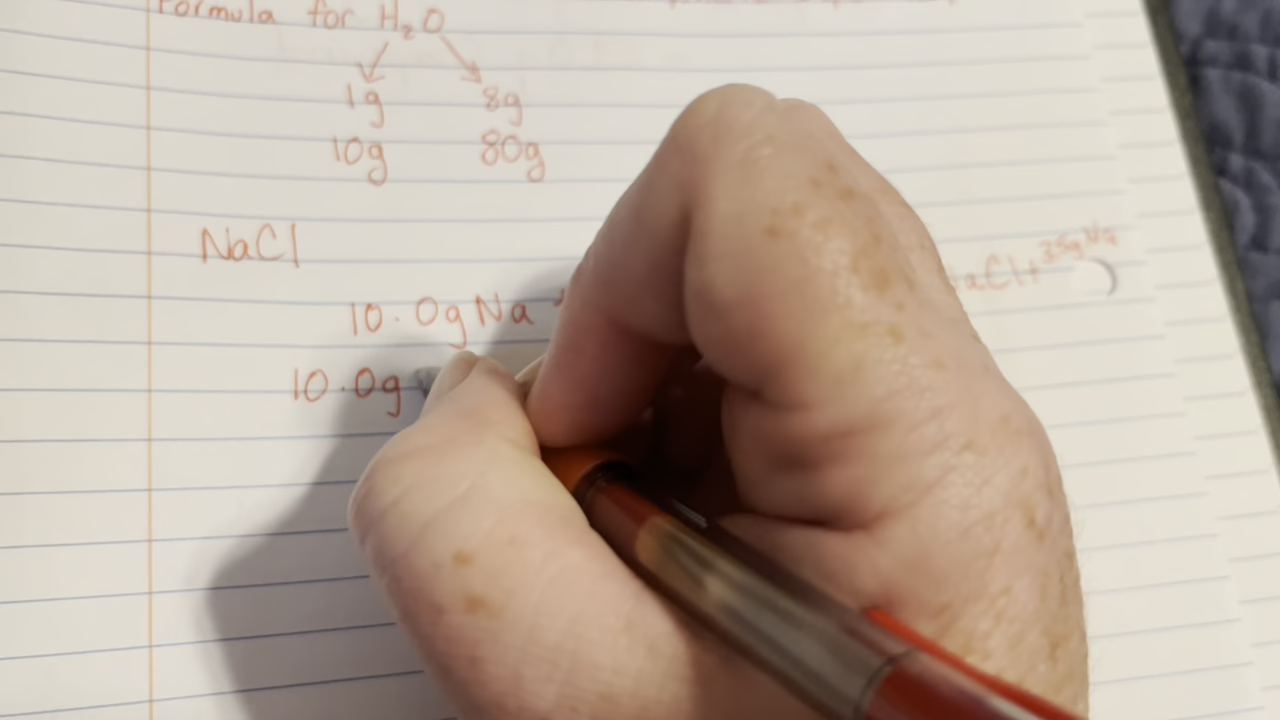 Formula for H₂O
1g 8g
10g 80g
NaCl
10.0g Na
10.0g